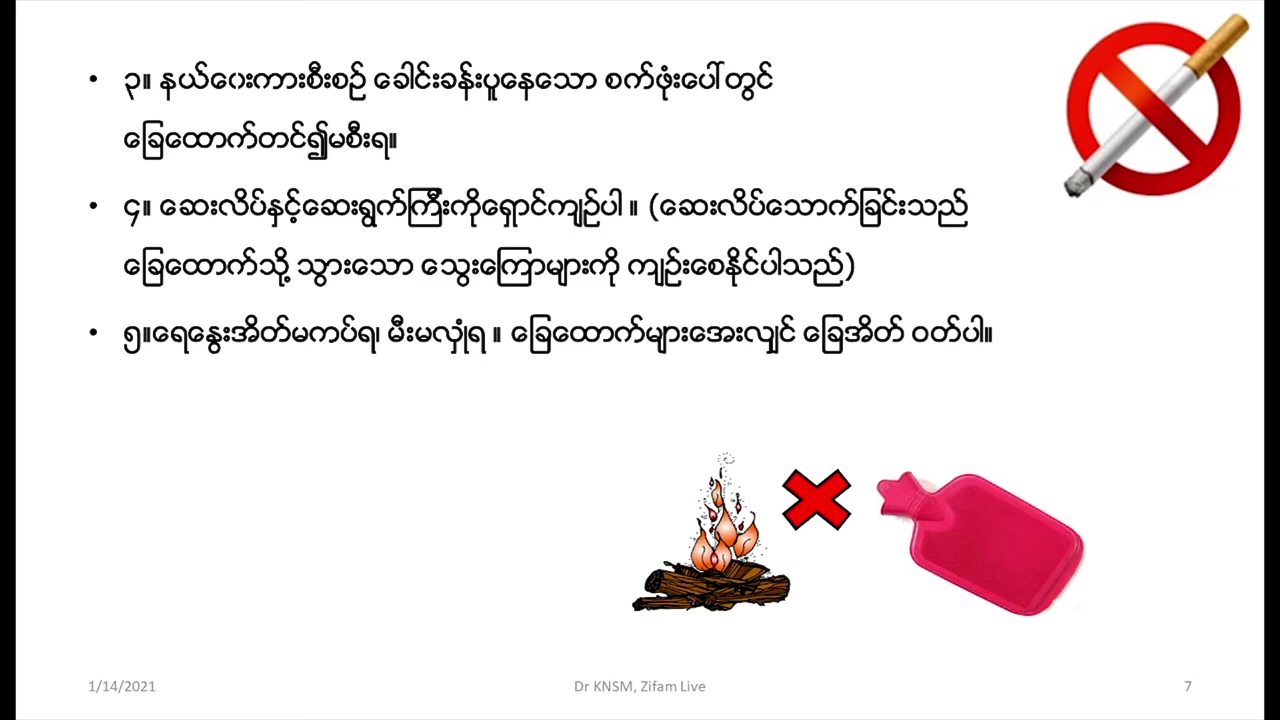 • ၃။ နယ်ဝေးကားစီးစဉ် ခေါင်းခန်းပူနေသော စက်ဖုံးပေါ်တွင်
ခြေထောက်တင်၍မစီးရ။
• ၄။ ဆေးလိပ်နှင့်ဆေးရွက်ကြီးကိုရှောင်ကျဉ်ပါ ။ (ဆေးလိပ်သောက်ခြင်းသည်
ခြေထောက်သို့ သွားသော သွေးကြောများကို ကျဉ်းစေနိုင်ပါသည်)
• ၅။ရေနွေးအိတ်မကပ်ရ၊ မီးမလှုံရ ။ ခြေထောက်များအေးလျှင် ခြေအိတ် ဝတ်ပါ။
1/14/2021
Dr KNSM, Zifam Live
7